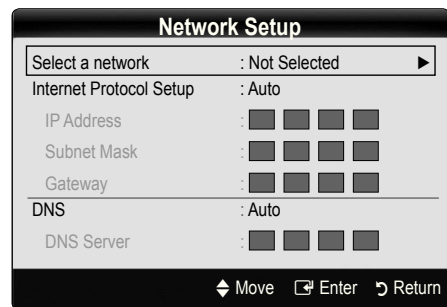 Network Setup
Select a network : Not Selected ▶
Internet Protocol Setup : Auto
IP Address :
Subnet Mask :
Gateway :
DNS : Auto
DNS Server :
Move Enter Return